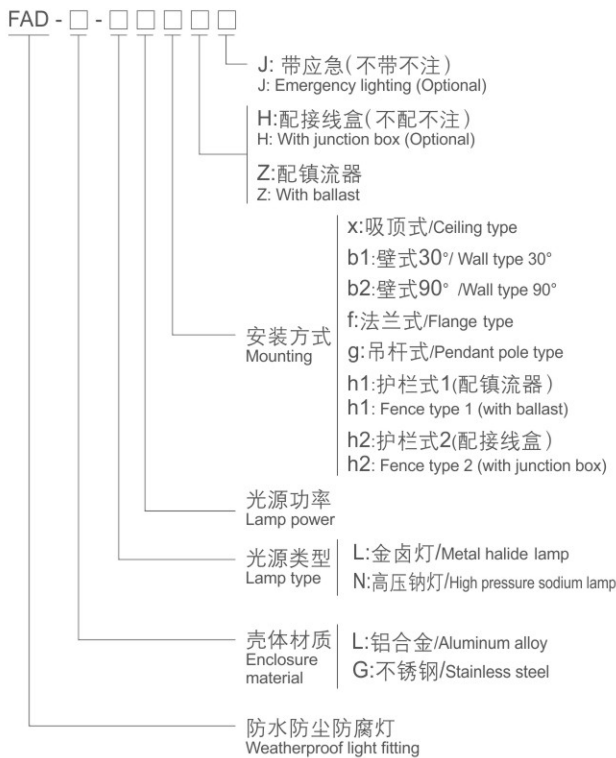 FAD - □ - □ □ □ □ □
J: 带应急(不带不注)
J: Emergency lighting (Optional)
H:配接线盒(不配不注)
H: With junction box (Optional)
Z:配镇流器
Z: With ballast
x:吸顶式/Ceiling type
b1:壁式30°/ Wall type 30°
b2:壁式90° /Wall type 90°
f:法兰式/Flange type
g:吊杆式/Pendant pole type
h1:护栏式1(配镇流器)
h1: Fence type 1 (with ballast)
h2:护栏式2(配接线盒)
h2: Fence type 2 (with junction box)
安装方式
Mounting
光源功率
Lamp power
光源类型
Lamp type
L:金卤灯/Metal halide lamp
N:高压钠灯/High pressure sodium lamp
壳体材质
Enclosure
material
L:铝合金/Aluminum alloy
G:不锈钢/Stainless steel
防水防尘防腐灯
Weatherproof light fitting